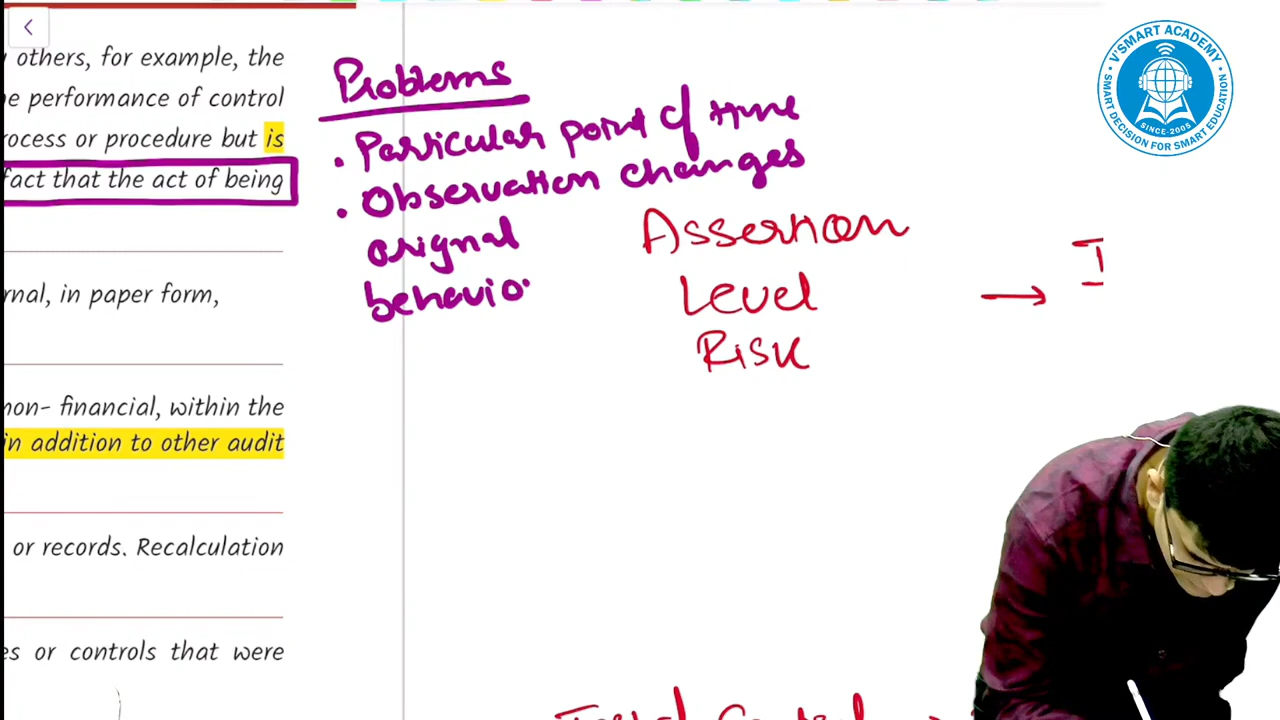 others, for example, the
e performance of control
rocess or procedure but is
fact that the act of being
rnal, in paper form,
non- financial, within the
in addition to other audit
or records. Recalculation
es or controls that were
Problems
• Particular point of time
• Observation changes
original
behavio
Assertion
Level
Risk
→ I
V'SMART ACADEMY
SMART DECISION FOR SMART EDUCATION
SINCE-2005